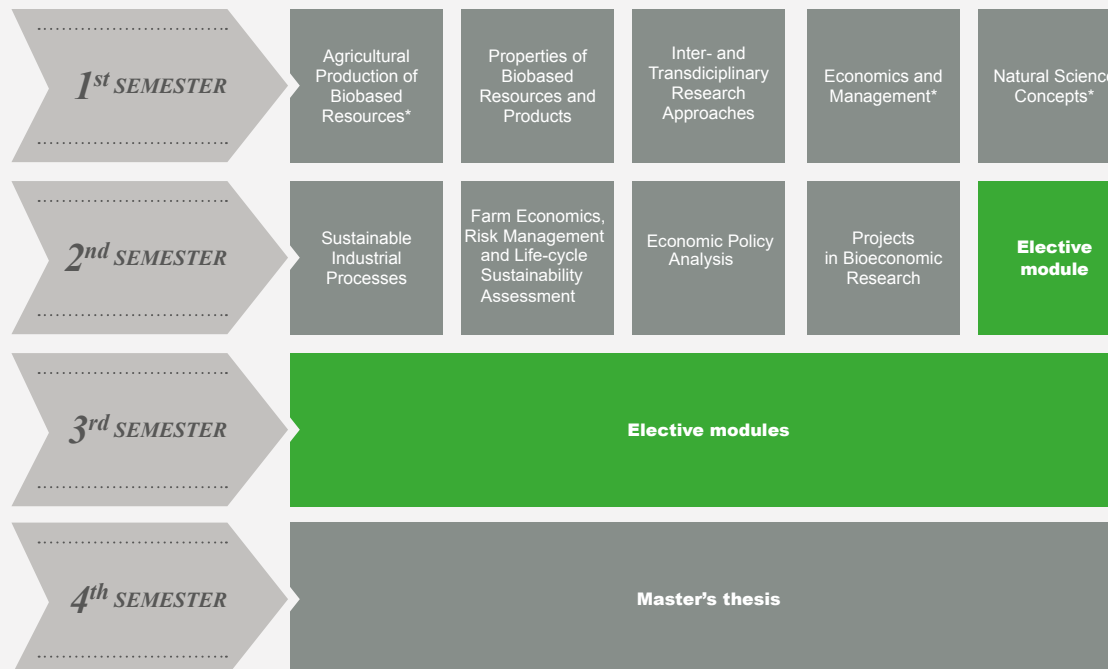 1st SEMESTER
Agricultural
Production of
Biobased
Resources*
Properties of
Biobased
Resources and
Products
Inter- and
Transdiciplinary
Research
Approaches
Economics and
Management*
Natural Science
Concepts*
2nd SEMESTER
Sustainable
Industrial
Processes
Farm Economics,
Risk Management
and Life-cycle
Sustainability
Assessment
Economic Policy
Analysis
Projects
in Bioeconomic
Research
Elective
module
3rd SEMESTER
Elective modules
4th SEMESTER
Master's thesis